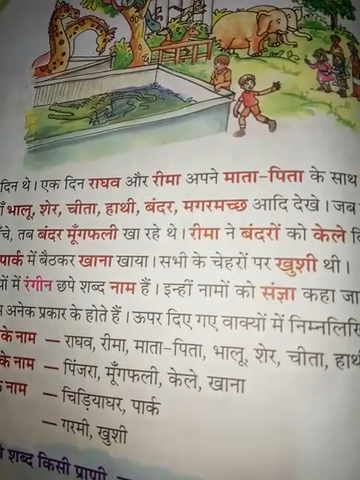 दिन थे। एक दिन राघव और रीमा अपने माता-पिता के साथ
भालू, शेर, चीता, हाथी, बंदर, मगरमच्छ आदि देखे। जब
तब बंदर मूँगफली खा रहे थे। रीमा ने बंदरों को केले
पार्क में बैठकर खाना खाया। सभी के चेहरों पर खुशी थी।
में रंगीन छपे शब्द नाम हैं। इन्हीं नामों को संज्ञा कहा
अनेक प्रकार के होते हैं। ऊपर दिए गए वाक्यों में
के नाम — राघव, रीमा, माता-पिता, भालू, शेर, चीता,
के नाम — पिंजरा, मूँगफली, केले, खाना
नाम — चिड़ियाघर, पार्क
— गरमी, खुशी
शब्द किसी प्राणी